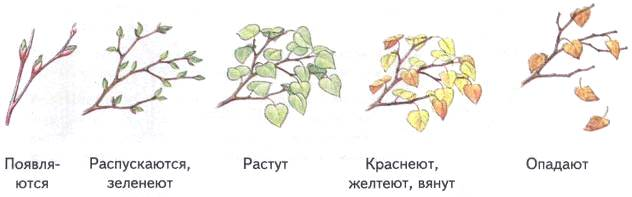 Появля-
ются
Распускаются,
зеленеют
Растут
Краснеют,
желтеют, вянут
Опадают